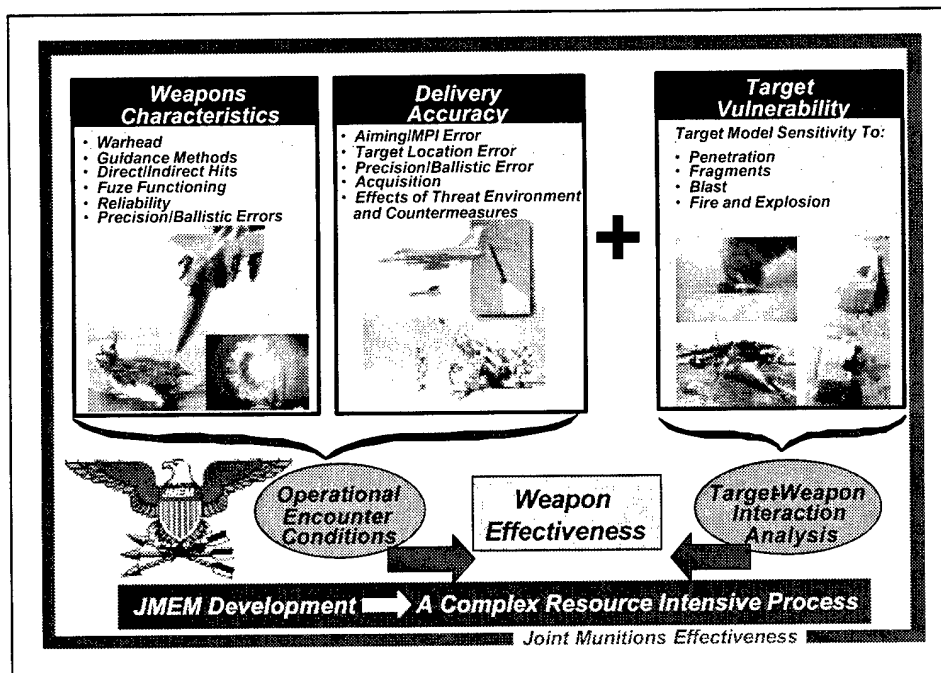 Weapons
Characteristics
• Warhead
• Guidance Methods
• Direct/Indirect Hits
• Fuze Functioning
• Reliability
• Precision/Ballistic Errors
Delivery
Accuracy
• Aiming/MPI Error
• Target Location Error
• Precision/Ballistic Error
• Acquisition
• Effects of Threat Environment
and Countermeasures
+
Target
Vulnerability
Target Model Sensitivity To:
• Penetration
• Fragments
• Blast
• Fire and Explosion
Operational
Encounter
Conditions
Weapon
Effectiveness
Target-Weapon
Interaction
Analysis
JMEM Development → A Complex Resource Intensive Process
Joint Munitions Effectiveness